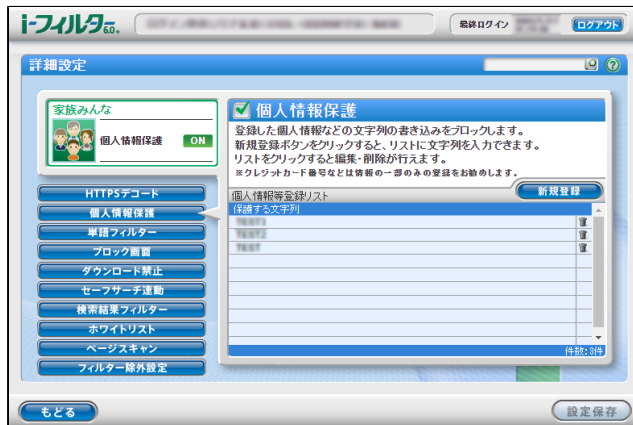 i-フィルター6.0.
最終ログイン
ログアウト
詳細設定
家族みんな
個人情報保護 ON
HTTPSデコード
個人情報保護
単語フィルター
ブロック画面
ダウンロード禁止
セーフサーチ連動
検索結果フィルター
ホワイトリスト
ページスキャン
フィルター除外設定
個人情報保護
登録した個人情報などの文字列の書き込みをブロックします。
新規登録ボタンをクリックすると、リストに文字列を入力できます。
リストをクリックすると編集・削除が行えます。
※クレジットカード番号などは情報の一部のみの登録をお勧めします。
個人情報等登録リスト
新規登録
保護する文字列
TEST1
TEST2
TEST
件数:3件
もどる
設定保存